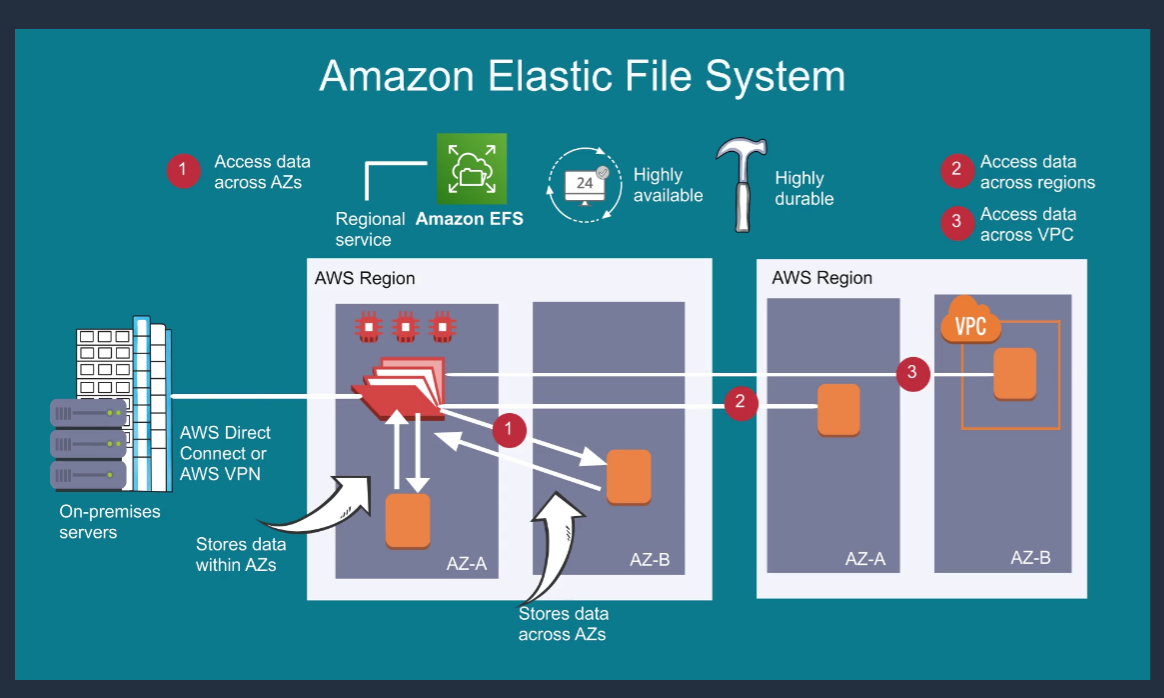 Amazon Elastic File System
1
Access data
across AZs
Regional
service
Amazon EFS
24
Highly
available
Highly
durable
2
Access data
across regions
3
Access data
across VPC
AWS Region
AWS Region
VPC
3
2
1
AWS Direct
Connect or
AWS VPN
On-premises
servers
Stores data
within AZs
AZ-A
AZ-B
AZ-A
AZ-B
Stores data
across AZs